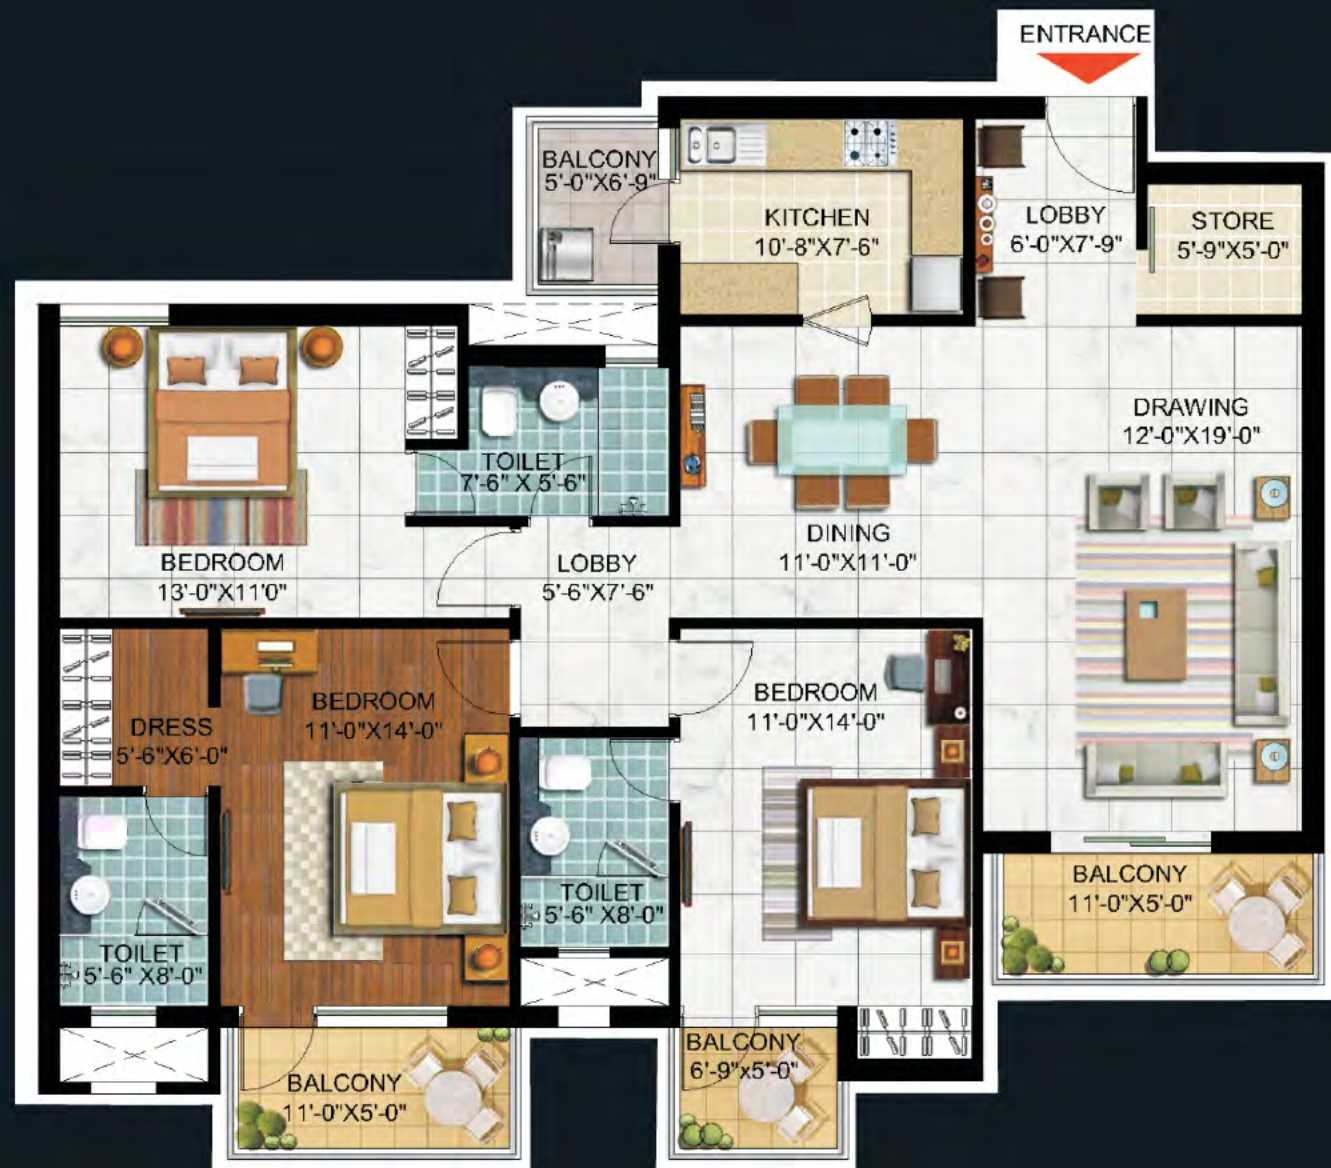 ENTRANCE
BALCONY
5'-0"X6'-9"
KITCHEN
10'-8"X7'-6"
LOBBY
6'-0"X7'-9"
STORE
5'-9"X5'-0"
DRAWING
12'-0"X19'-0"
TOILET
7'-6" X 5'-6"
DINING
11'-0"X11'-0"
BEDROOM
13'-0"X11'0"
LOBBY
5'-6"X7'-6"
BEDROOM
11'-0"X14'-0"
BEDROOM
11'-0"X14'-0"
DRESS
5'-6"X6'-0"
BALCONY
11'-0"X5'-0"
TOILET
5'-6" X8'-0"
TOILET
5'-6" X8'-0"
BALCONY
6'-9"x5'-0"
BALCONY
11'-0"X5'-0"